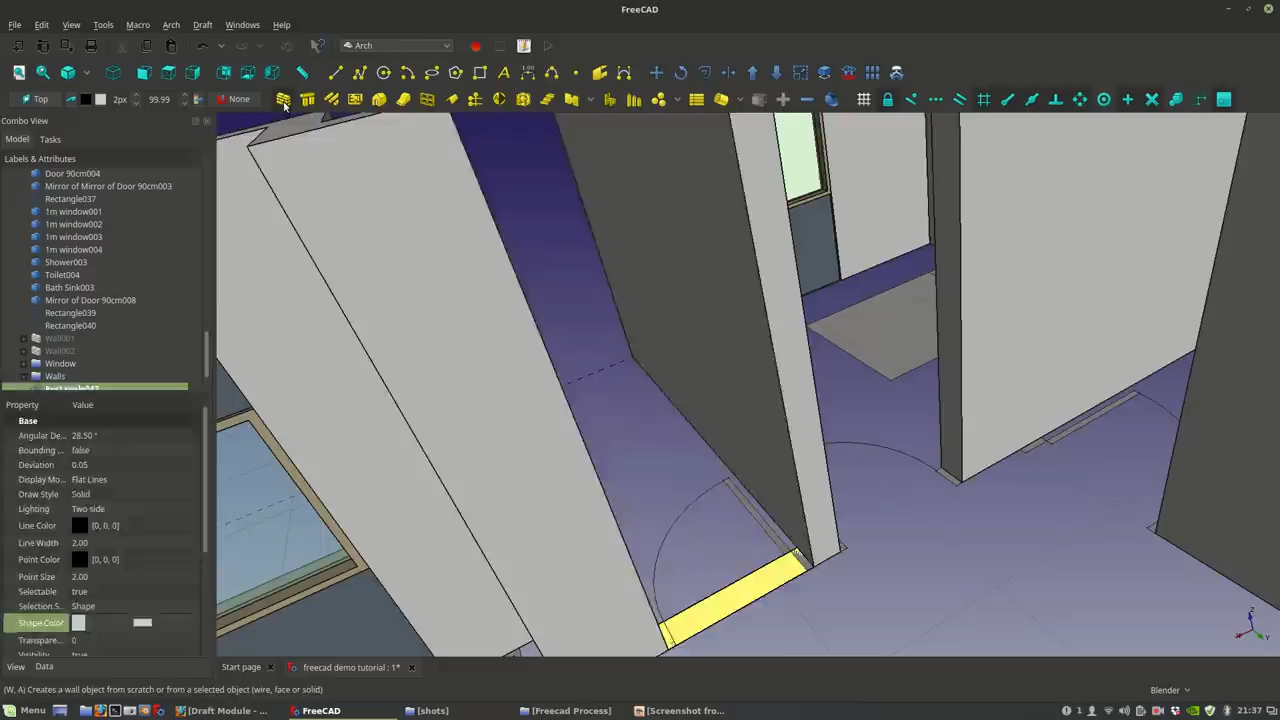 FreeCAD
File Edit View Tools Macro Arch Draft Windows Help
Arch
Top 2px 99.99 None
Combo View
Model Tasks
Labels & Attributes
Door 90cm004
Mirror of Mirror of Door 90cm003
Rectangle037
1m window001
1m window002
1m window003
1m window004
Shower003
Toilet004
Bath Sink003
Mirror of Door 90cm008
Rectangle039
Rectangle040
Wall001
Wall002
Window
Walls
Property Value
Base
Angular De... 28.50 °
Bounding ... false
Deviation 0.05
Display Mo... Flat Lines
Draw Style Solid
Lighting Two side
Line Color [0, 0, 0]
Line Width 2.00
Point Color [0, 0, 0]
Point Size 2.00
Selectable true
Selection S... Shape
Shape Color
Transpare... 0
Visibility true
View Data
Start page freecad demo tutorial : 1*
(W, A) Creates a wall object from scratch or from a selected object (wire, face or solid)
Blender
Menu [Draft Module - ... FreeCAD [shots] [Freecad Process] [Screenshot fro... 1 21:37